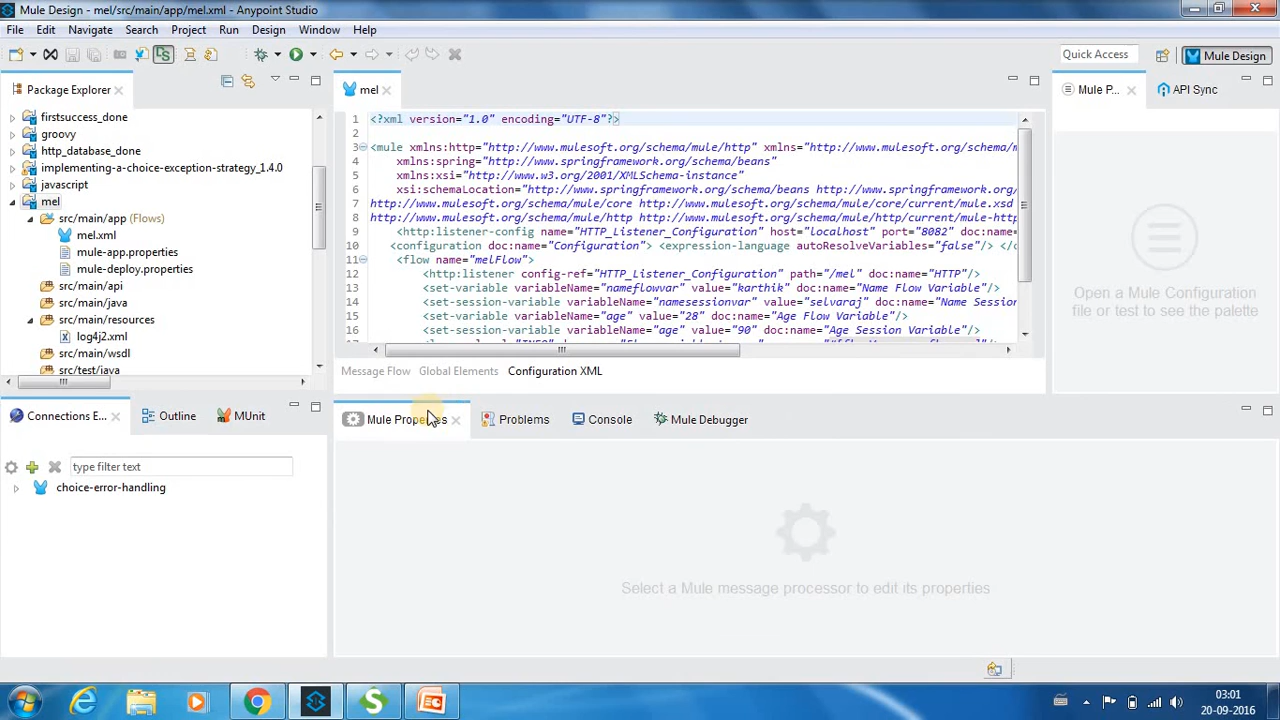 Mule Design - mel/src/main/app/mel.xml - Anypoint Studio
File Edit Navigate Search Project Run Design Window Help
Quick Access
Mule Design
Package Explorer
firstsuccess_done
groovy
http_database_done
implementing-a-choice-exception-strategy_1.4.0
javascript
mel
src/main/app (Flows)
mel.xml
mule-app.properties
mule-deploy.properties
src/main/api
src/main/java
src/main/resources
log4j2.xml
src/main/wsdl
src/test/java
mel
1 <?xml version="1.0" encoding="UTF-8"?>
2
3 <mule xmlns:http="http://www.mulesoft.org/schema/mule/http" xmlns="http://www.mulesoft.org/schema/m
4 xmlns:spring="http://www.springframework.org/schema/beans"
5 xmlns:xsi="http://www.w3.org/2001/XMLSchema-instance"
6 xsi:schemaLocation="http://www.springframework.org/schema/beans http://www.springframework.org/
7 http://www.mulesoft.org/schema/mule/core http://www.mulesoft.org/schema/mule/core/current/mule.xsd
8 http://www.mulesoft.org/schema/mule/http http://www.mulesoft.org/schema/mule/http/current/mule-http
9 <http:listener-config name="HTTP_Listener_Configuration" host="localhost" port="8082" doc:name=
10 <configuration doc:name="Configuration"> <expression-language autoResolveVariables="false"/> </
11 <flow name="melFlow">
12 <http:listener config-ref="HTTP_Listener_Configuration" path="/mel" doc:name="HTTP"/>
13 <set-variable variableName="nameflowvar" value="karthik" doc:name="Name Flow Variable"/>
14 <set-session-variable variableName="namesessionvar" value="selvaraj" doc:name="Name Session
15 <set-variable variableName="age" value="28" doc:name="Age Flow Variable"/>
16 <set-session-variable variableName="age" value="90" doc:name="Age Session Variable"/>
Message Flow Global Elements Configuration XML
Mule P... API Sync
Open a Mule Configuration
file or test to see the palette
Connections E... Outline MUnit
type filter text
choice-error-handling
Mule Properties Problems Console Mule Debugger
Select a Mule message processor to edit its properties
03:01
20-09-2016